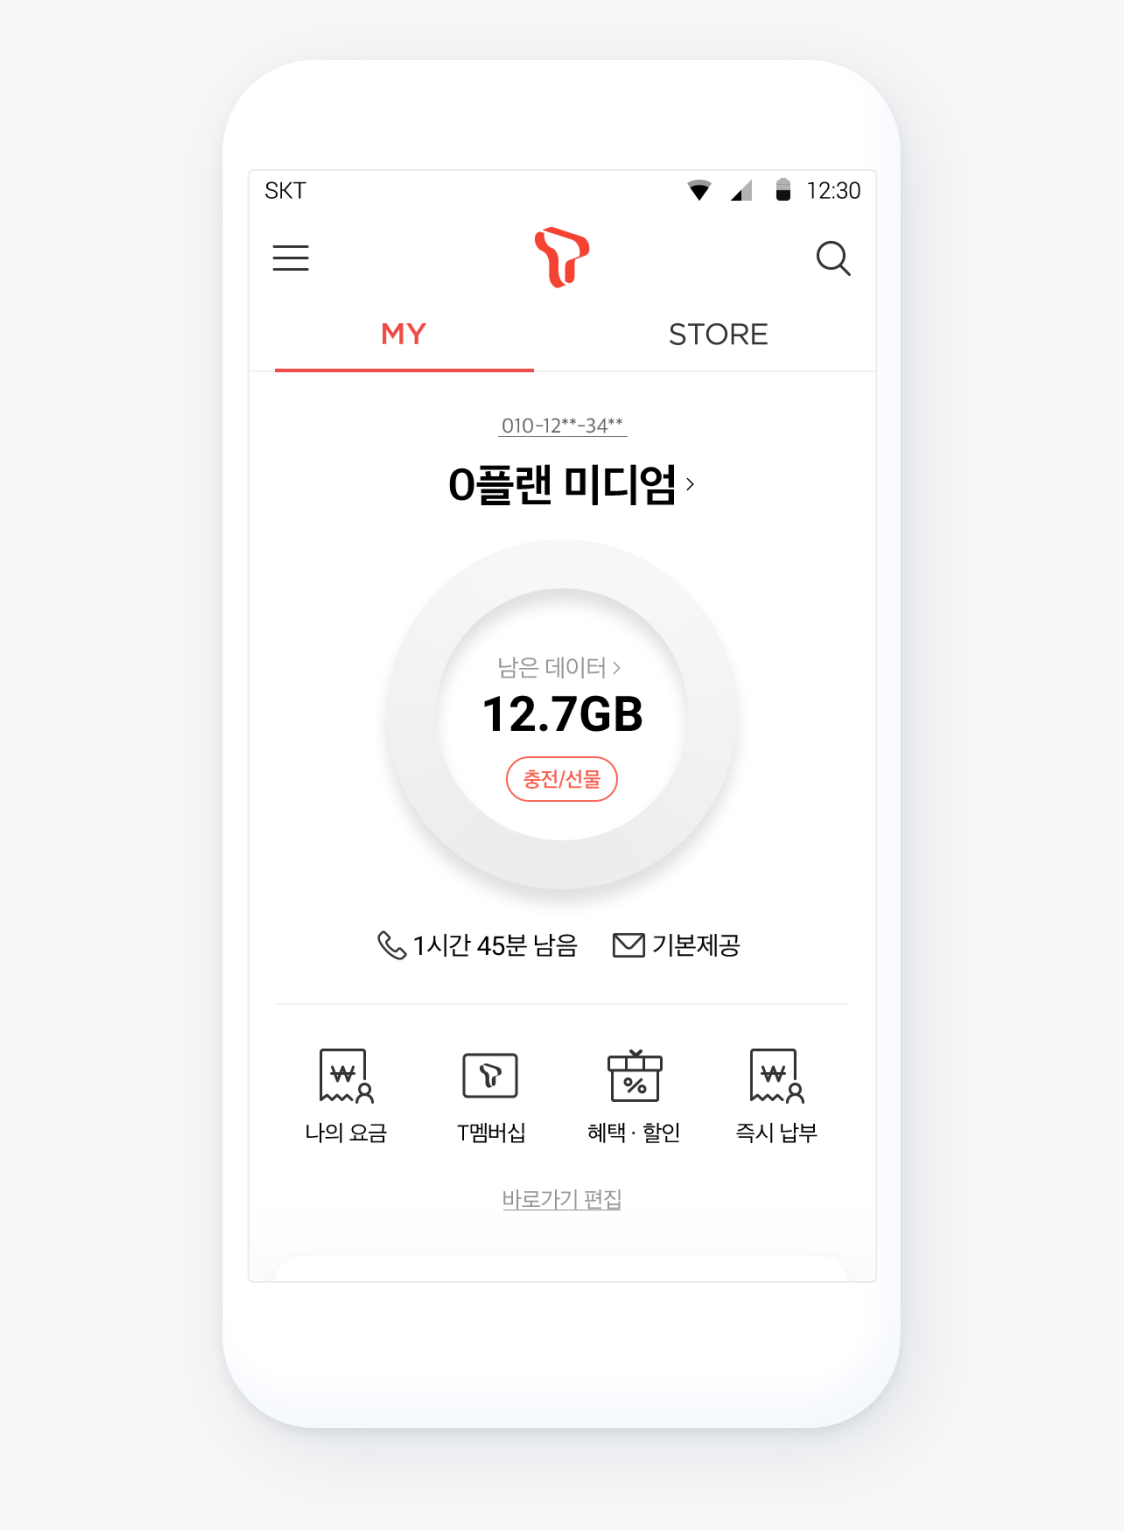 SKT 12:30
MY STORE
010-12**-34**
0플랜 미디엄
남은 데이터
12.7GB
충전/선물
1시간 45분 남음 기본제공
나의 요금 T멤버십 혜택 · 할인 즉시 납부
바로가기 편집